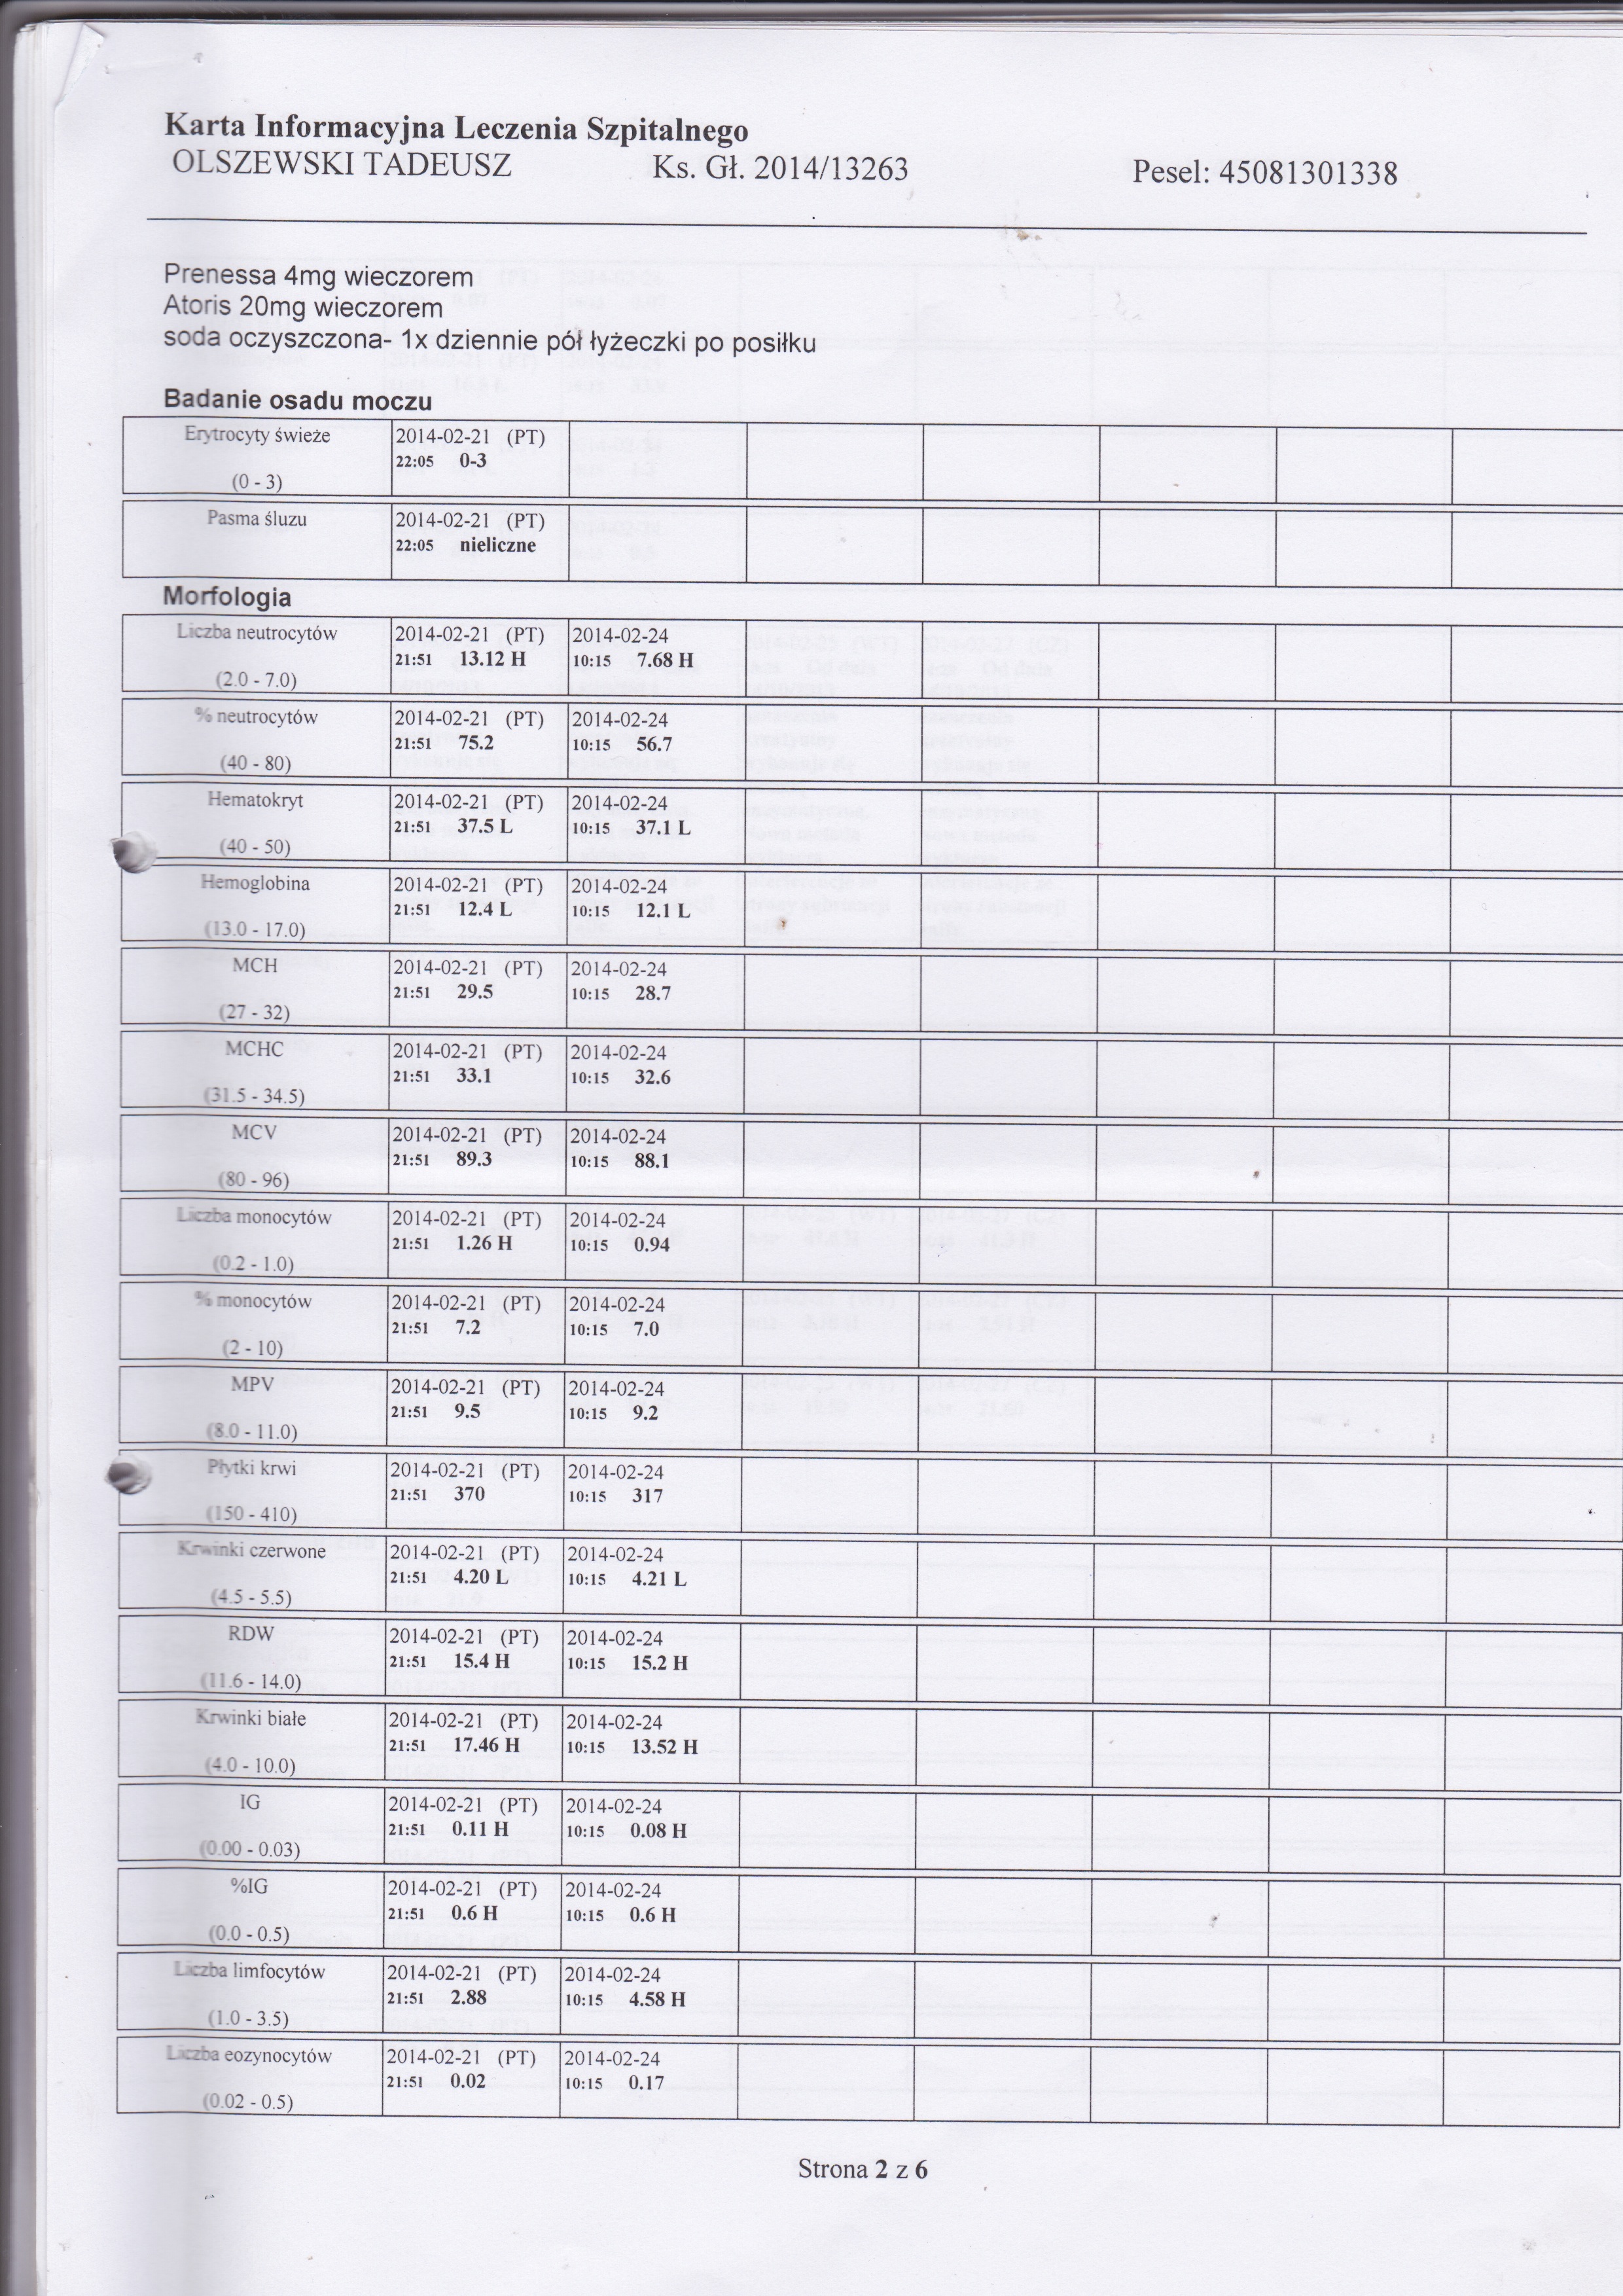 Karta Informacyjna Leczenia Szpitalnego
OLSZEWSKI TADEUSZ Ks. Gł. 2014/13263 Pesel: 45081301338
Prenessa 4mg wieczorem
Atoris 20mg wieczorem
soda oczyszczona- 1x dziennie pół łyżeczki po posiłku
Badanie osadu moczu
Erytrocyty świeże 2014-02-21 (PT)
22:05 0-3
(0 - 3)
Pasma śluzu 2014-02-21 (PT)
22:05 nieliczne
Morfologia
Liczba neutrocytów 2014-02-21 (PT) 2014-02-24
21:51 13.12 H 10:15 7.68 H
(2.0 - 7.0)
% neutrocytów 2014-02-21 (PT) 2014-02-24
21:51 75.2 10:15 56.7
(40 - 80)
Hematokryt 2014-02-21 (PT) 2014-02-24
21:51 37.5 L 10:15 37.1 L
(40 - 50)
Hemoglobina 2014-02-21 (PT) 2014-02-24
21:51 12.4 L 10:15 12.1 L
(13.0 - 17.0)
MCH 2014-02-21 (PT) 2014-02-24
21:51 29.5 10:15 28.7
(27 - 32)
MCHC 2014-02-21 (PT) 2014-02-24
21:51 33.1 10:15 32.6
(31.5 - 34.5)
MCV 2014-02-21 (PT) 2014-02-24
21:51 89.3 10:15 88.1
(80 - 96)
Liczba monocytów 2014-02-21 (PT) 2014-02-24
21:51 1.26 H 10:15 0.94
(0.2 - 1.0)
% monocytów 2014-02-21 (PT) 2014-02-24
21:51 7.2 10:15 7.0
(2 - 10)
MPV 2014-02-21 (PT) 2014-02-24
21:51 9.5 10:15 9.2
(8.0 - 11.0)
Płytki krwi 2014-02-21 (PT) 2014-02-24
21:51 370 10:15 317
(150 - 410)
Krwinki czerwone 2014-02-21 (PT) 2014-02-24
21:51 4.20 L 10:15 4.21 L
(4.5 - 5.5)
RDW 2014-02-21 (PT) 2014-02-24
21:51 15.4 H 10:15 15.2 H
(11.6 - 14.0)
Krwinki białe 2014-02-21 (PT) 2014-02-24
21:51 17.46 H 10:15 13.52 H
(4.0 - 10.0)
IG 2014-02-21 (PT) 2014-02-24
21:51 0.11 H 10:15 0.08 H
(0.00 - 0.03)
%IG 2014-02-21 (PT) 2014-02-24
21:51 0.6 H 10:15 0.6 H
(0.0 - 0.5)
Liczba limfocytów 2014-02-21 (PT) 2014-02-24
21:51 2.88 10:15 4.58 H
(1.0 - 3.5)
Liczba eozynocytów 2014-02-21 (PT) 2014-02-24
21:51 0.02 10:15 0.17
(0.02 - 0.5)
Strona 2 z 6